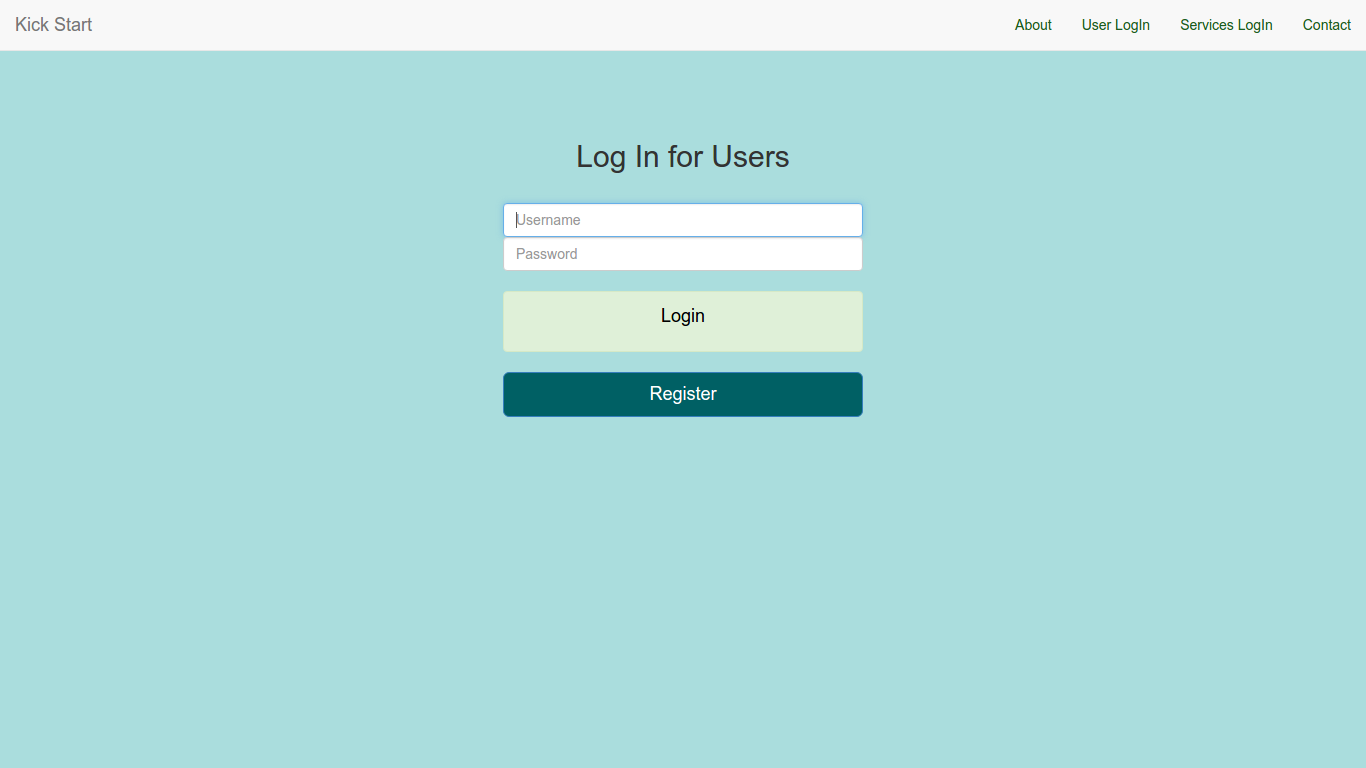 Kick Start
About
User LogIn
Services LogIn
Contact
Log In for Users
Username
Password
Login
Register